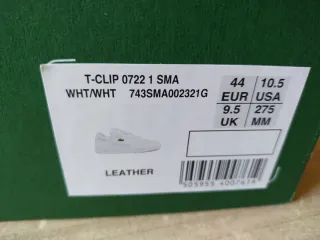 T-CLIP 0722 1 SMA
WHT/WHT 743SMA002321G
44 10.5
EUR USA
9.5 275
UK MM
LEATHER